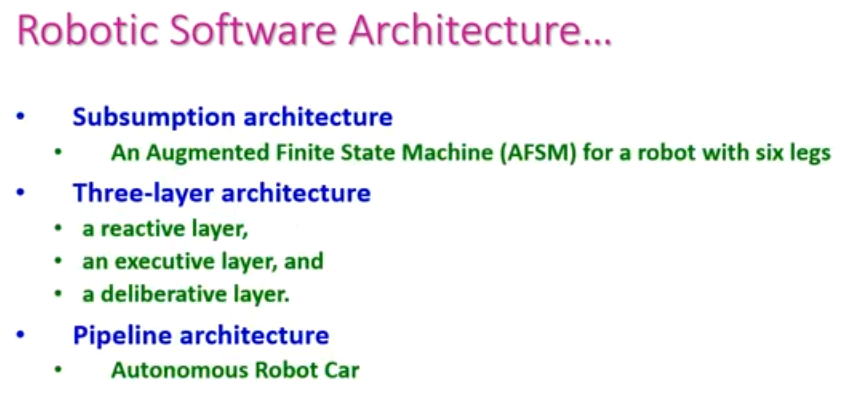 Robotic Software Architecture...
• Subsumption architecture
• An Augmented Finite State Machine (AFSM) for a robot with six legs
• Three-layer architecture
• a reactive layer,
• an executive layer, and
• a deliberative layer.
• Pipeline architecture
• Autonomous Robot Car